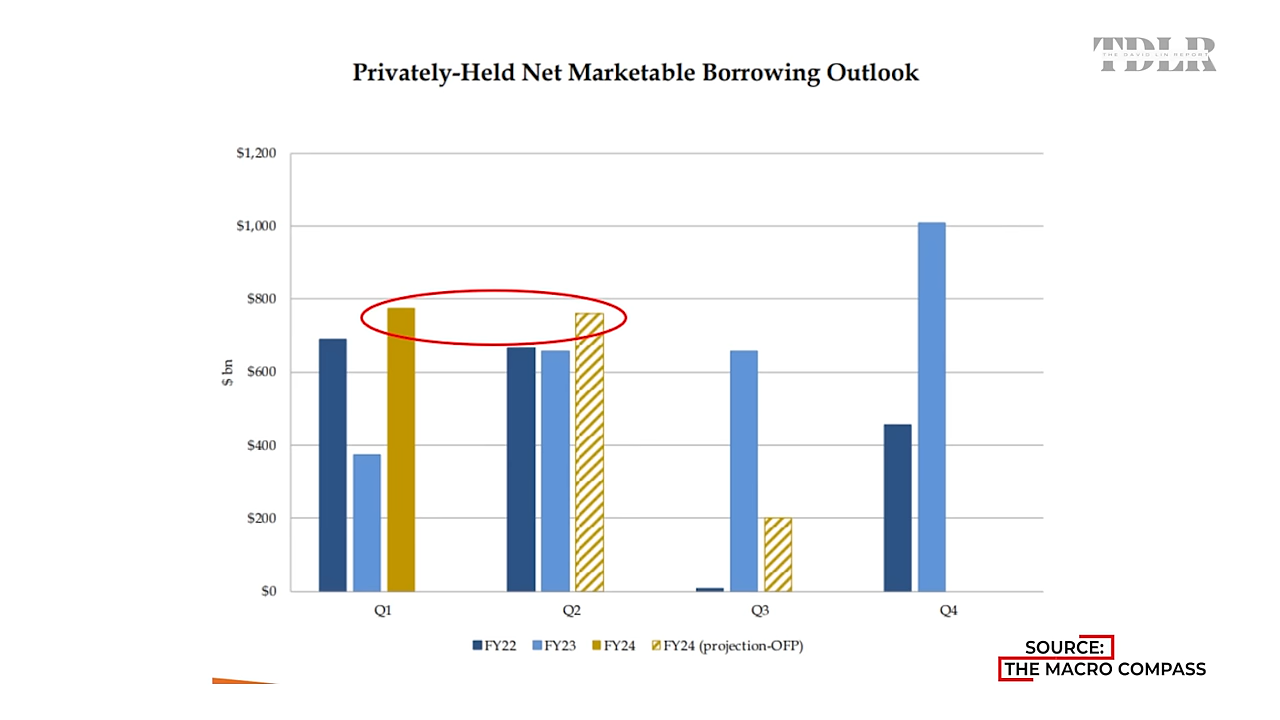 TDLR
THE DAVID LIN REPORT
Privately-Held Net Marketable Borrowing Outlook
$1,200
$1,000
$800
$600
$400
$200
$0
$ bn
Q1 Q2 Q3 Q4
FY22 FY23 FY24 FY24 (projection-OFP)
SOURCE:
THE MACRO COMPASS